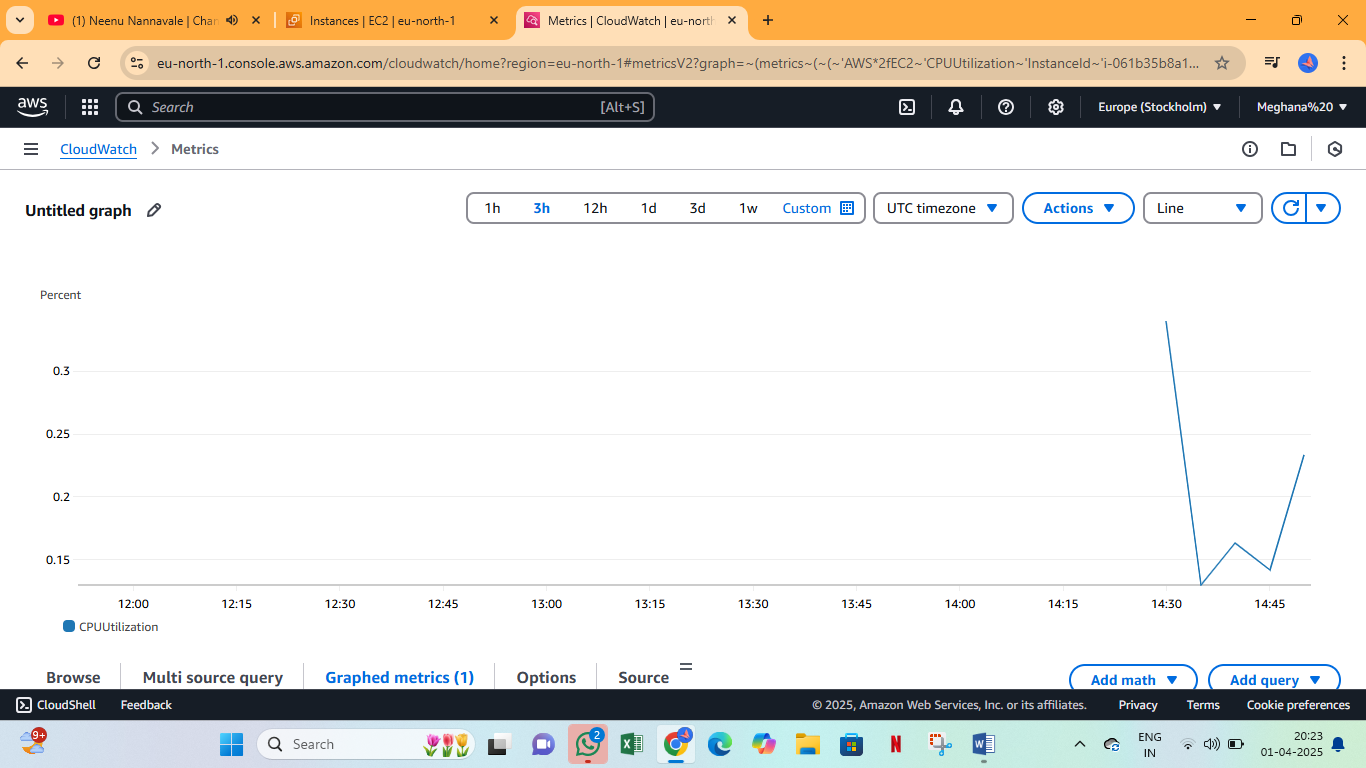 (1) Neenu Nannavale | Chan
Instances | EC2 | eu-north-1
Metrics | CloudWatch | eu-north
eu-north-1.console.aws.amazon.com/cloudwatch/home?region=eu-north-1#metricsV2?graph=~(metrics~(~(~'AWS*2fEC2~'CPUUtilization~'InstanceId~'i-061b35b8a1...
aws
Search
[Alt+S]
Europe (Stockholm)
Meghana%20
CloudWatch
Metrics
Untitled graph
1h
3h
12h
1d
3d
1w
Custom
UTC timezone
Actions
Line
Percent
0.3
0.25
0.2
0.15
12:00
12:15
12:30
12:45
13:00
13:15
13:30
13:45
14:00
14:15
14:30
14:45
CPUUtilization
Browse
Multi source query
Graphed metrics (1)
Options
Source
Add math
Add query
CloudShell
Feedback
© 2025, Amazon Web Services, Inc. or its affiliates.
Privacy
Terms
Cookie preferences
9+
Search
2
ENG
IN
20:23
01-04-2025